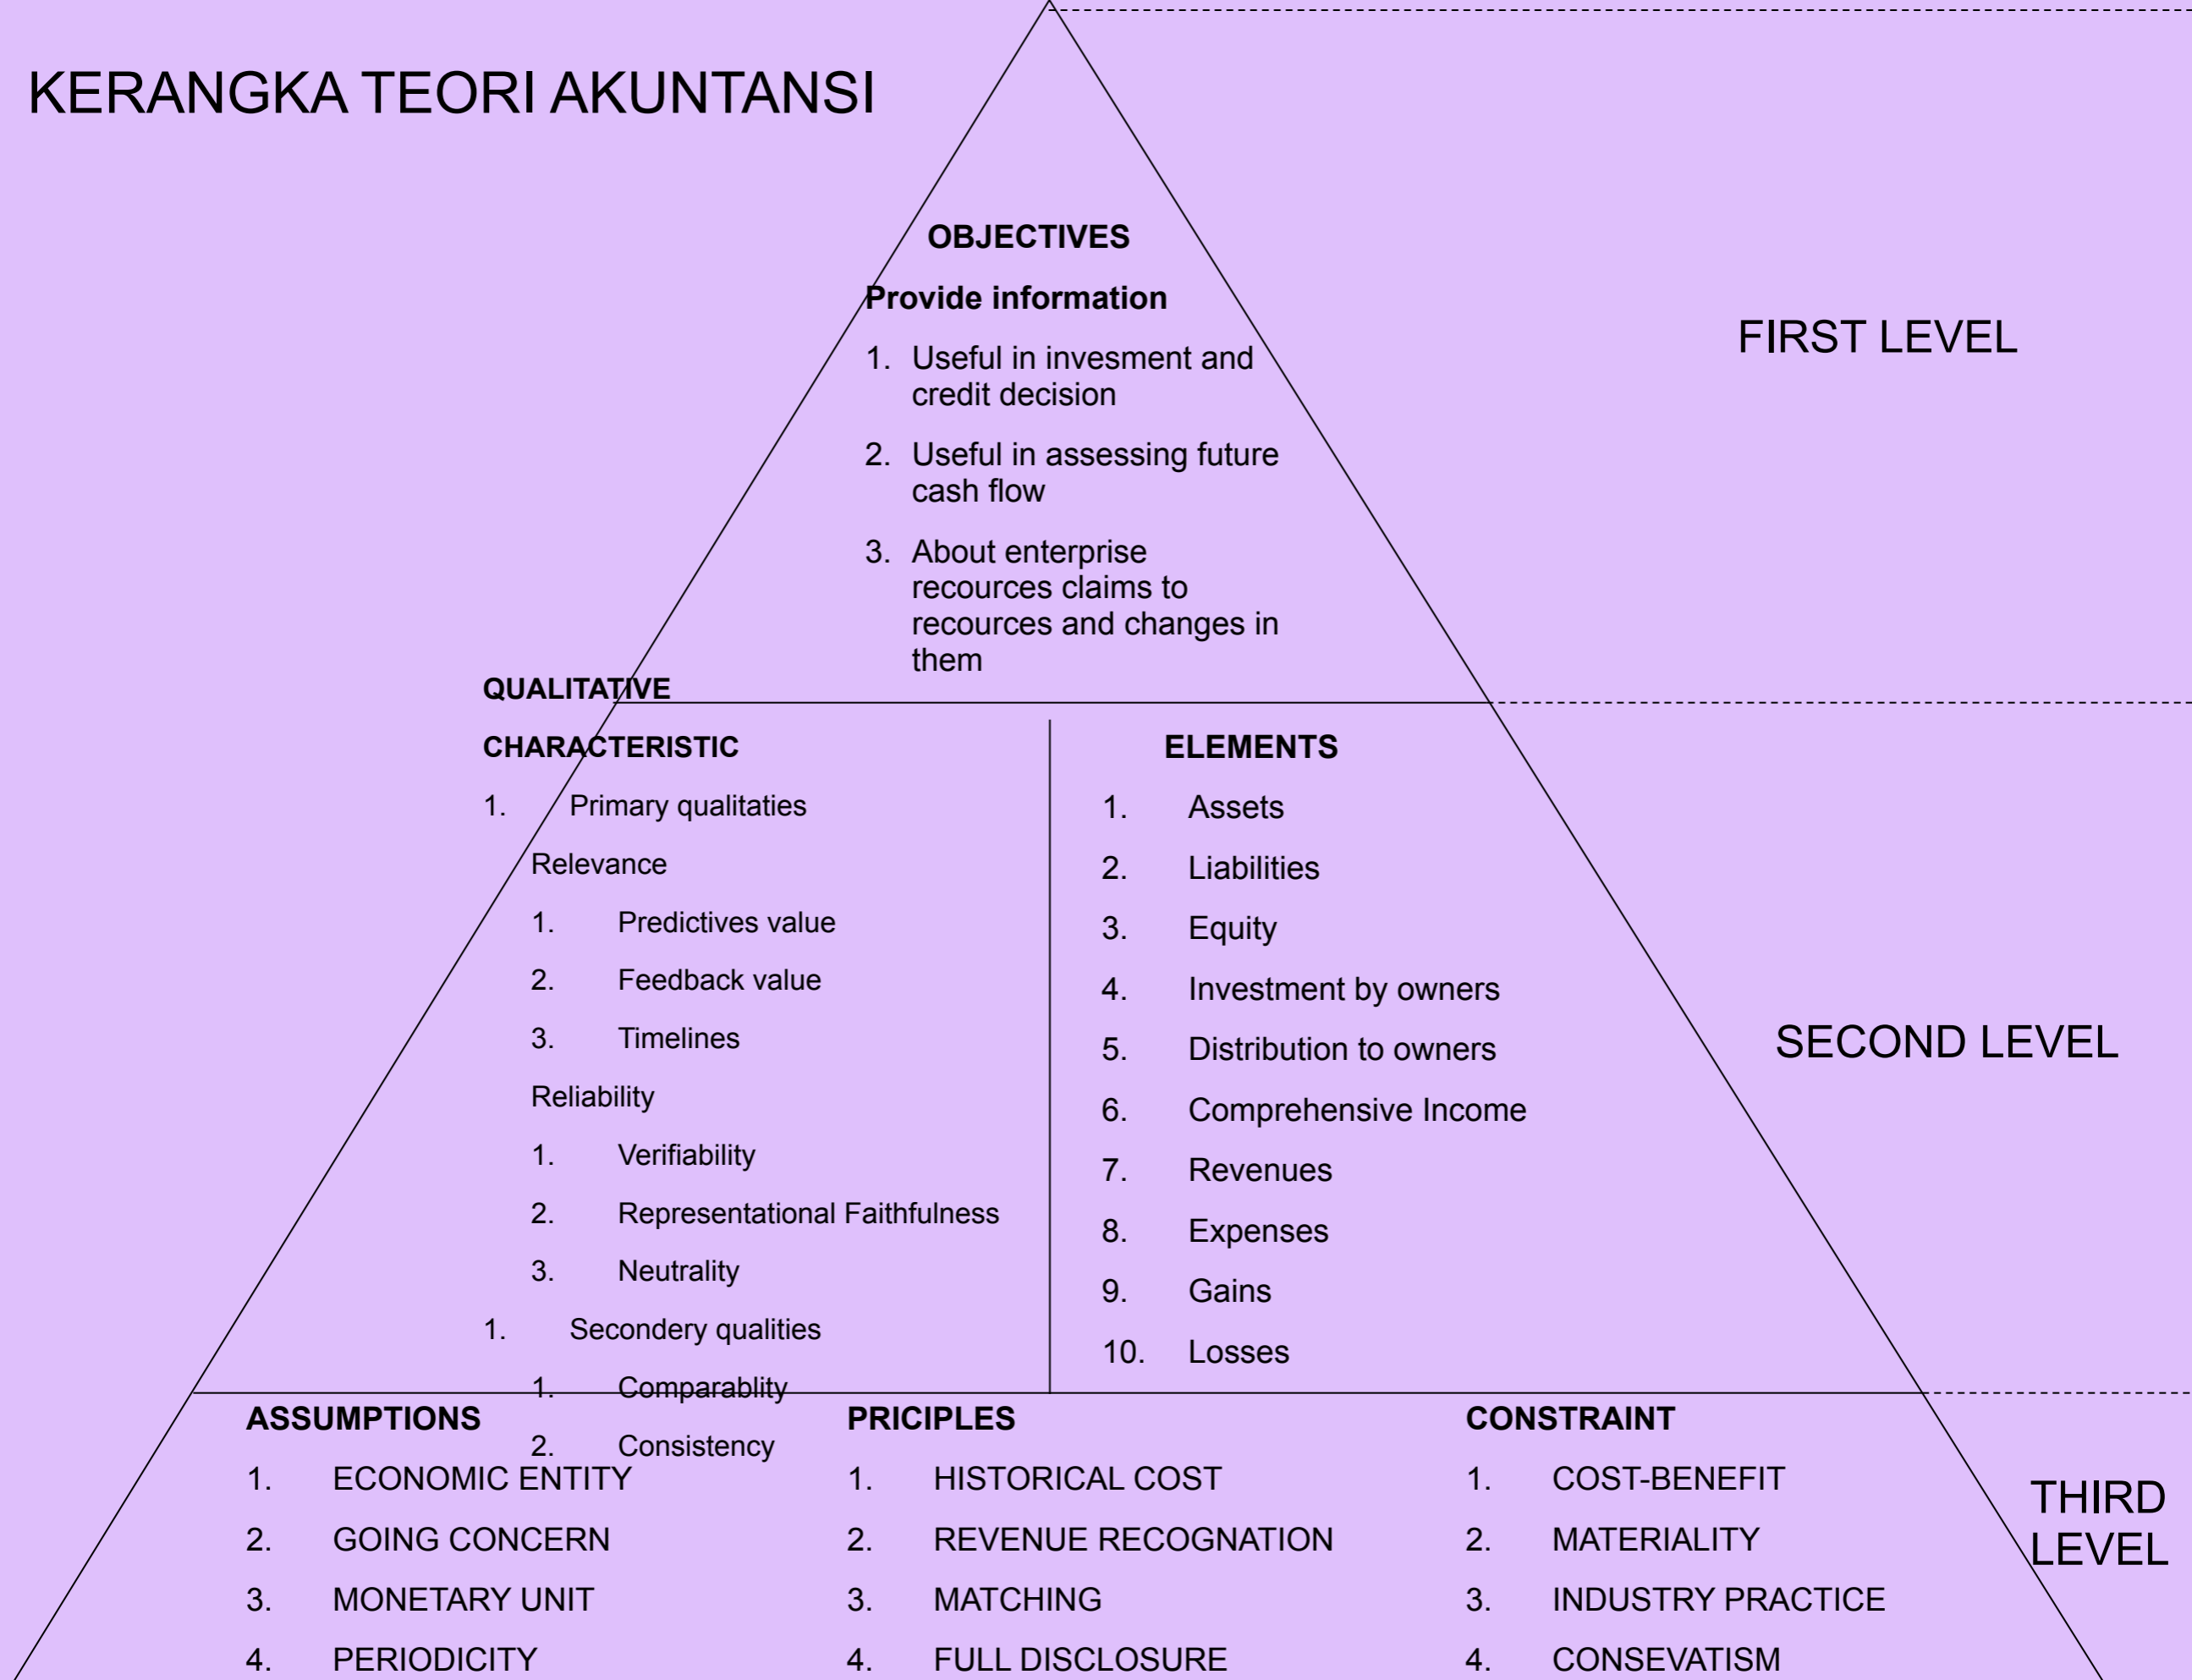 KERANGKA TEORI AKUNTANSI
OBJECTIVES
Provide information
1. Useful in invesment and
credit decision
2. Useful in assessing future
cash flow
3. About enterprise
recources claims to
recources and changes in
them
FIRST LEVEL
QUALITATIVE
CHARACTERISTIC
1. Primary qualitaties
Relevance
1. Predictives value
2. Feedback value
3. Timelines
Reliability
1. Verifiability
2. Representational Faithfulness
3. Neutrality
1. Secondery qualities
1. Comparablity
2. Consistency
ELEMENTS
1. Assets
2. Liabilities
3. Equity
4. Investment by owners
5. Distribution to owners
6. Comprehensive Income
7. Revenues
8. Expenses
9. Gains
10. Losses
SECOND LEVEL
ASSUMPTIONS
1. ECONOMIC ENTITY
2. GOING CONCERN
3. MONETARY UNIT
4. PERIODICITY
PRICIPLES
1. HISTORICAL COST
2. REVENUE RECOGNATION
3. MATCHING
4. FULL DISCLOSURE
CONSTRAINT
1. COST-BENEFIT
2. MATERIALITY
3. INDUSTRY PRACTICE
4. CONSEVATISM
THIRD
LEVEL